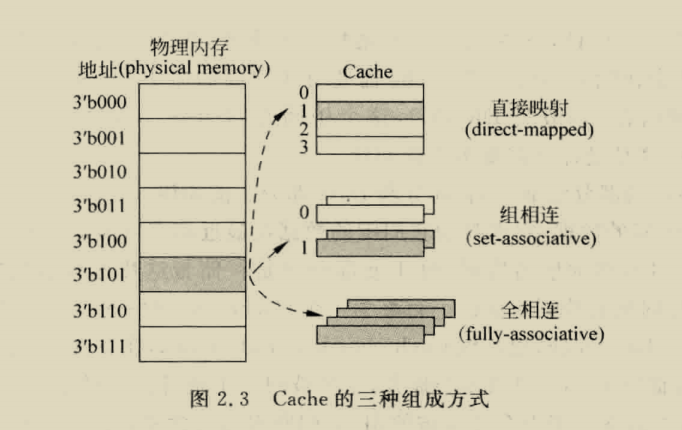 物理内存
地址(physical memory)
3'b000
3'b001
3'b010
3'b011
3'b100
3'b101
3'b110
3'b111
Cache
0
1
2
3
直接映射
(direct-mapped)
0
1
组相连
(set-associative)
全相连
(fully-associative)
图 2.3 Cache 的三种组成方式